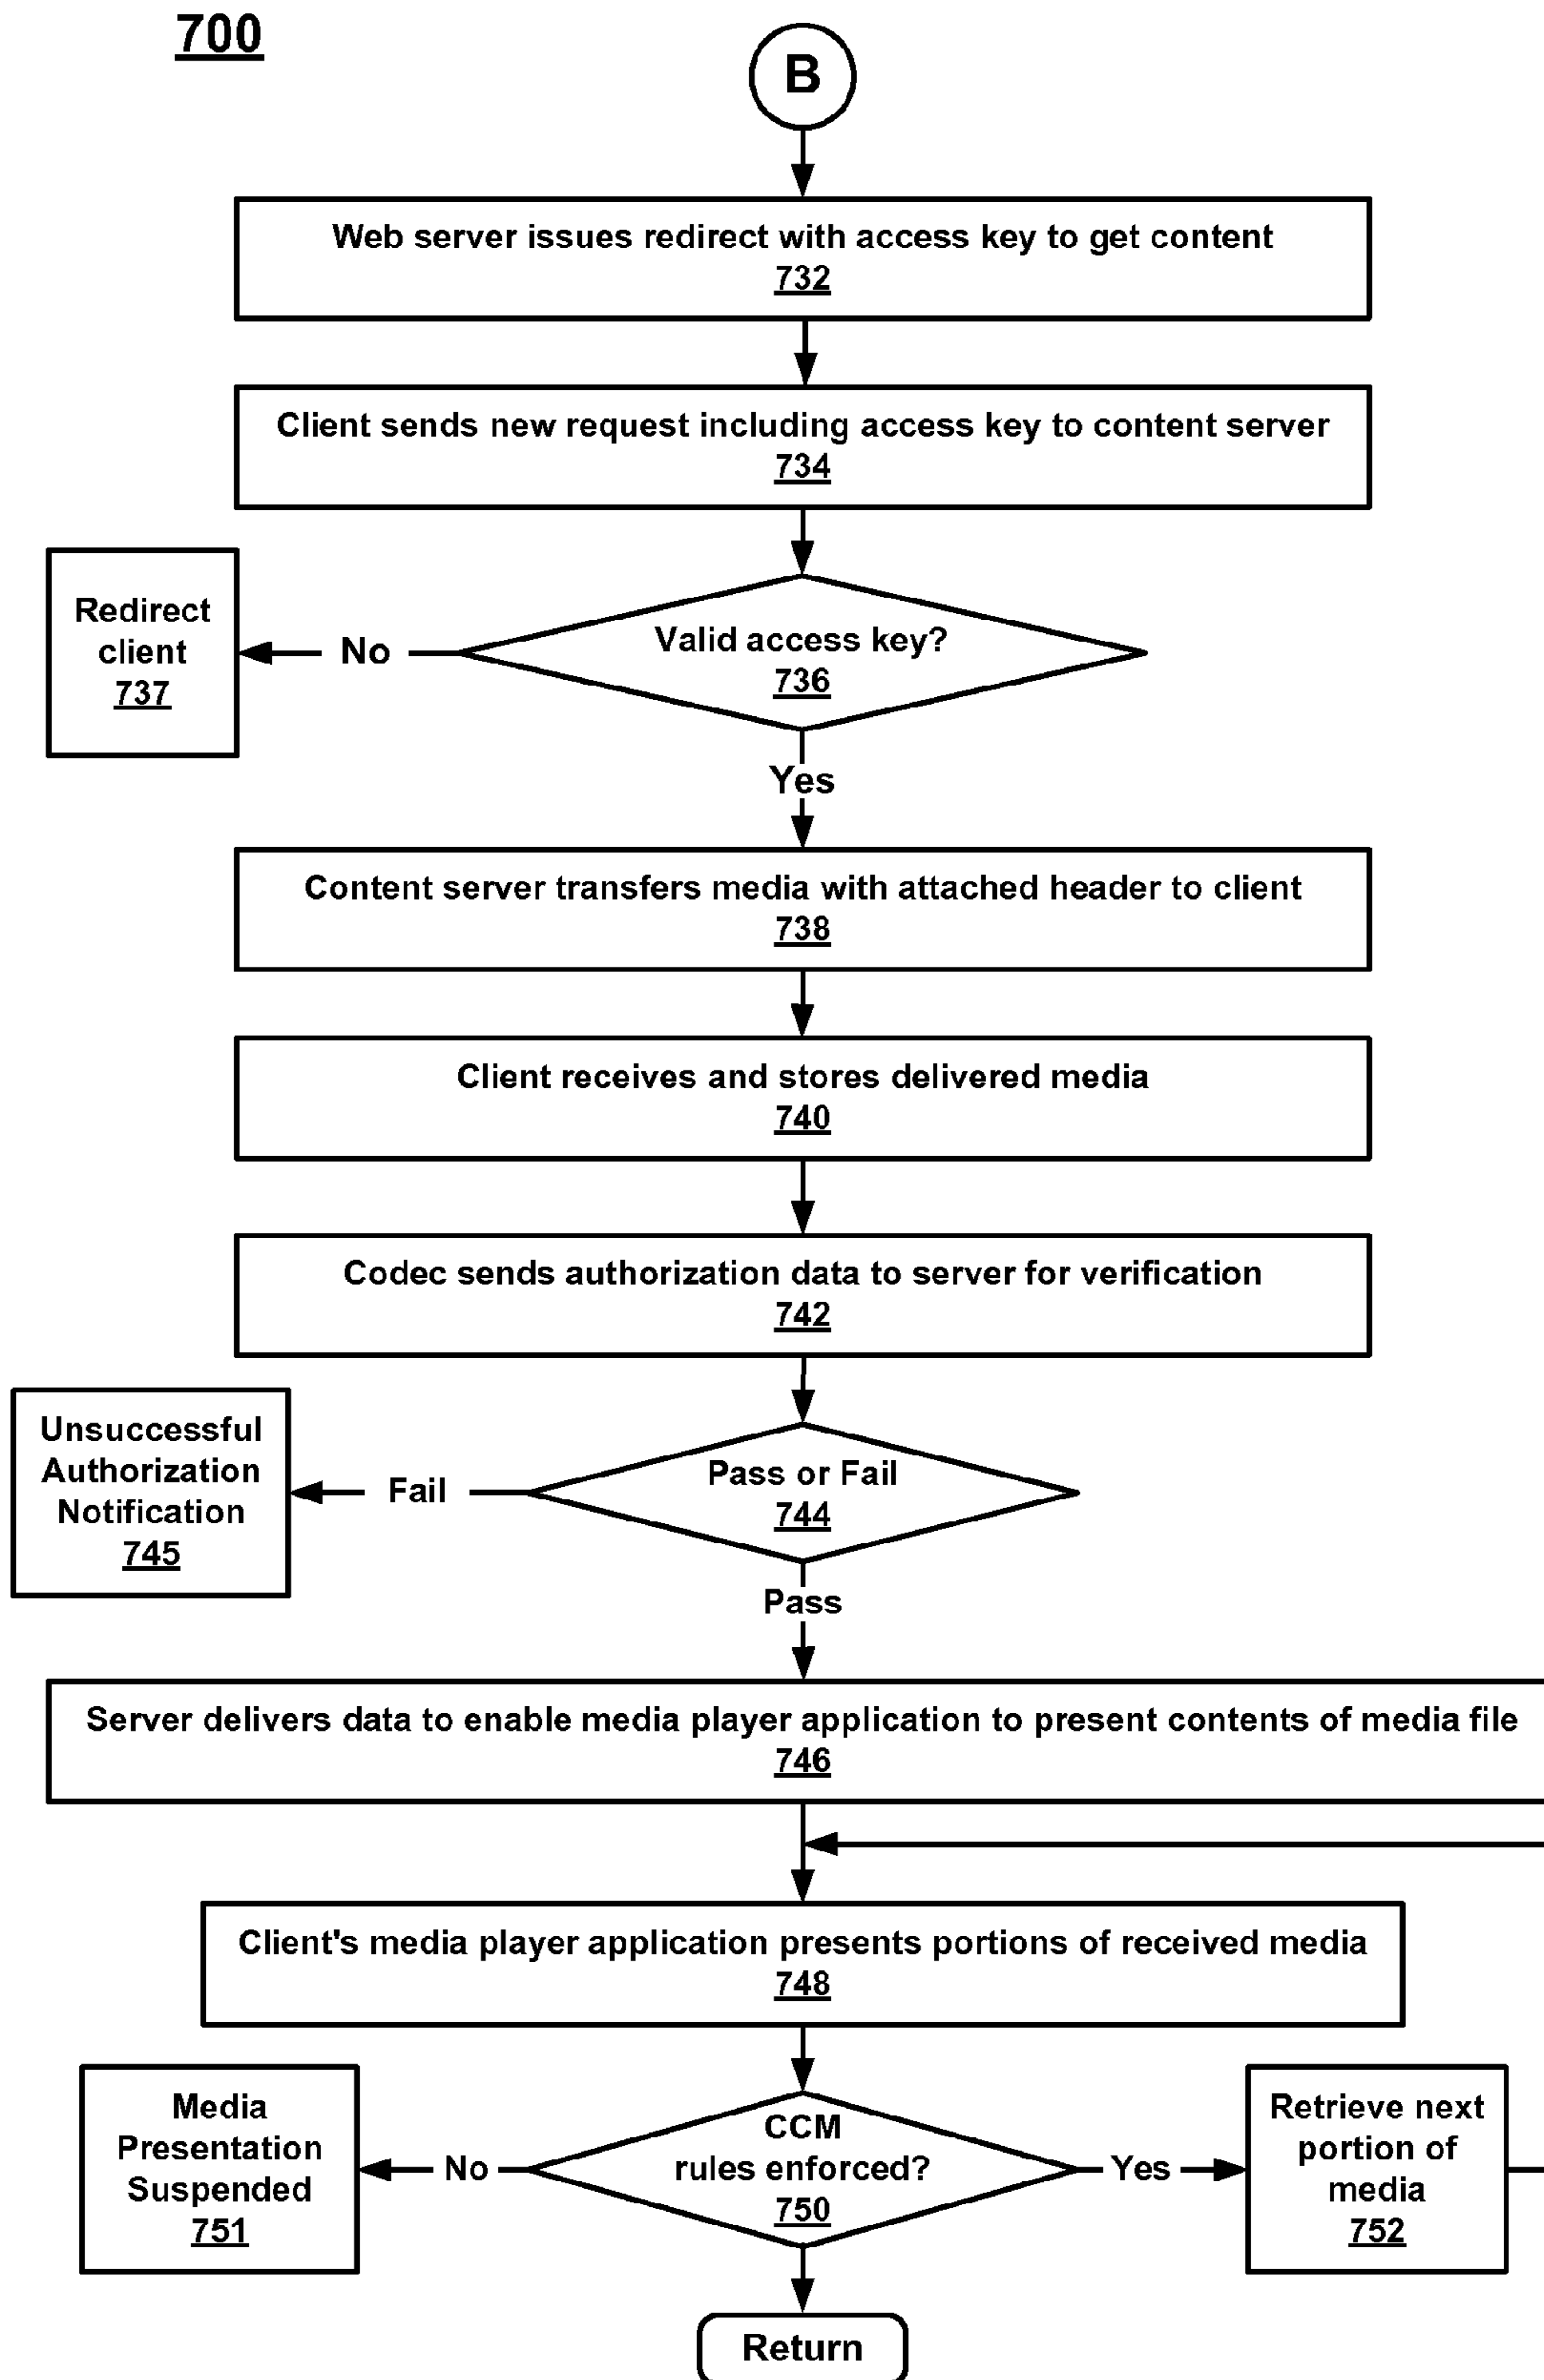 700
B
Web server issues redirect with access key to get content
732
Client sends new request including access key to content server
734
Redirect
client
737
No
Valid access key?
736
Yes
Content server transfers media with attached header to client
738
Client receives and stores delivered media
740
Codec sends authorization data to server for verification
742
Unsuccessful
Authorization
Notification
745
Fail
Pass or Fail
744
Pass
Server delivers data to enable media player application to present contents of media file
746
Client's media player application presents portions of received media
748
Media
Presentation
Suspended
751
No
CCM
rules enforced?
750
Yes
Retrieve next
portion of
media
752
Return